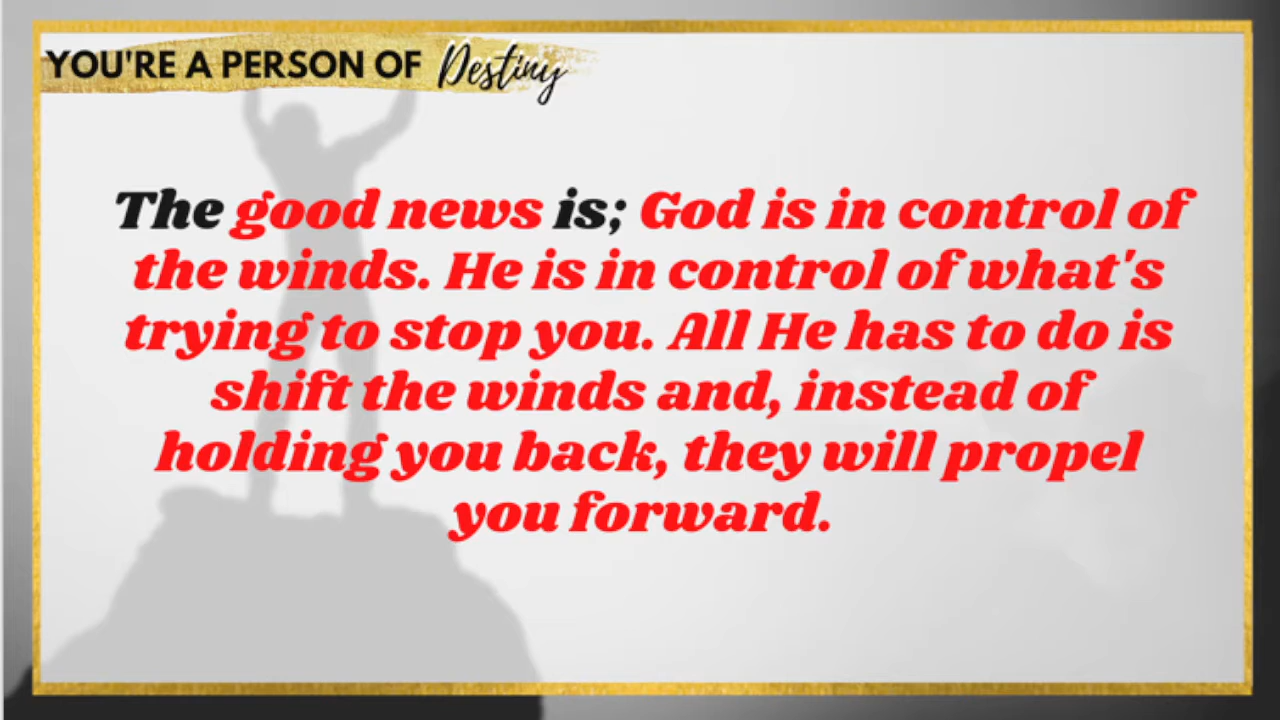 YOU'RE A PERSON OF Destiny
The good news is; God is in control of
the winds. He is in control of what's
trying to stop you. All He has to do is
shift the winds and, instead of
holding you back, they will propel
you forward.